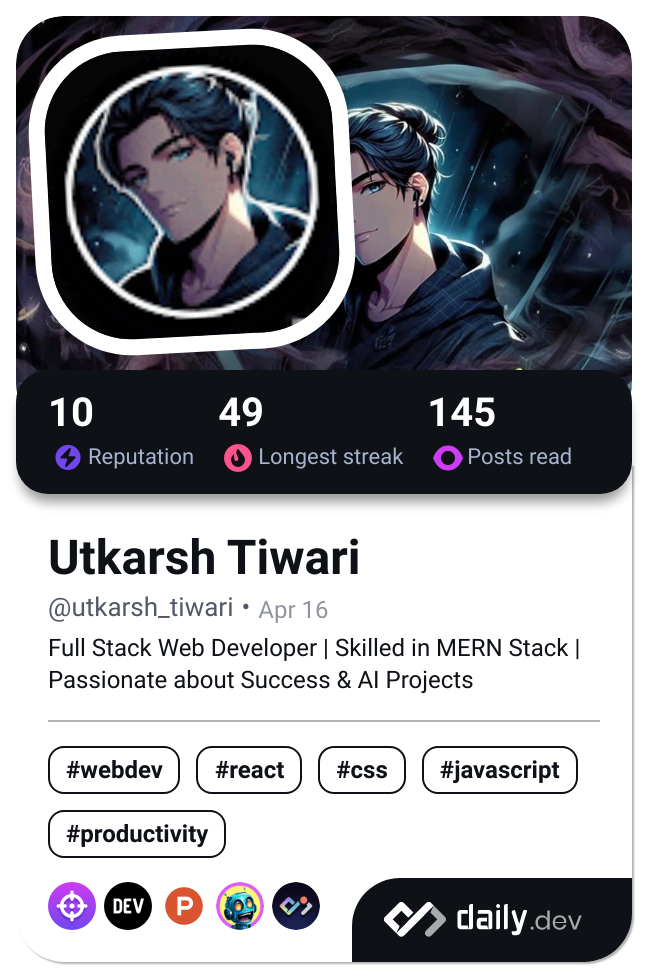 10 49 145
Reputation Longest streak Posts read
Utkarsh Tiwari
@utkarsh_tiwari • Apr 16
Full Stack Web Developer | Skilled in MERN Stack |
Passionate about Success & AI Projects
#webdev #react #css #javascript
#productivity
DEV P daily.dev